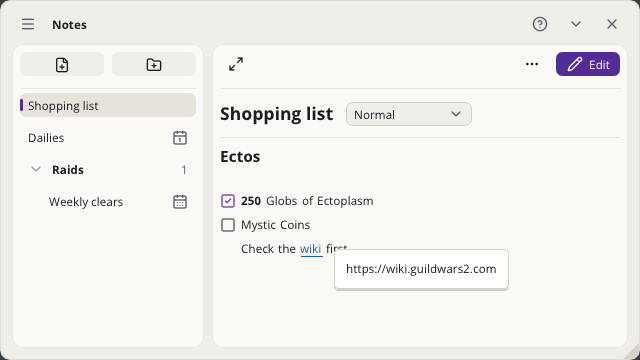 Notes
Shopping list
Dailies
Raids 1
Weekly clears
Edit
Shopping list Normal
Ectos
250 Globs of Ectoplasm
Mystic Coins
Check the wiki first
https://wiki.guildwars2.com